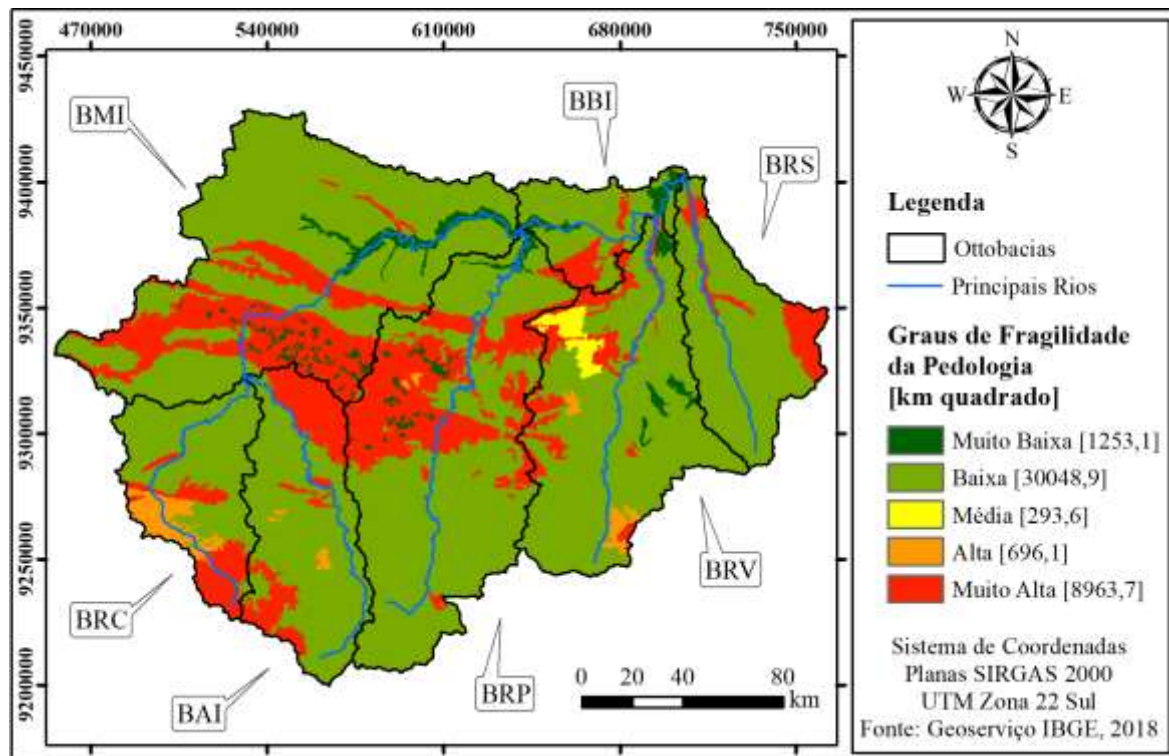 470000 540000 610000 680000 750000
9450000
9400000
9350000
9300000
9250000
9200000
BMI
BBI
BRS
BRC
BAI
BRP
BRV
0 20 40 80
km
N
W E
S
Legenda
Ottobacias
Principais Rios
Graus de Fragilidade
da Pedologia
[km quadrado]
Muito Baixa [1253,1]
Baixa [30048,9]
Média [293,6]
Alta [696,1]
Muito Alta [8963,7]
Sistema de Coordenadas
Planas SIRGAS 2000
UTM Zona 22 Sul
Fonte: Geoserviço IBGE, 2018